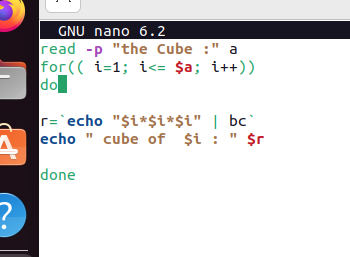 GNU nano 6.2
read -p "the Cube :" a
for(( i=1; i<= $a; i++))
do

r=`echo "$i*$i*$i" | bc`
echo " cube of  $i : " $r

done